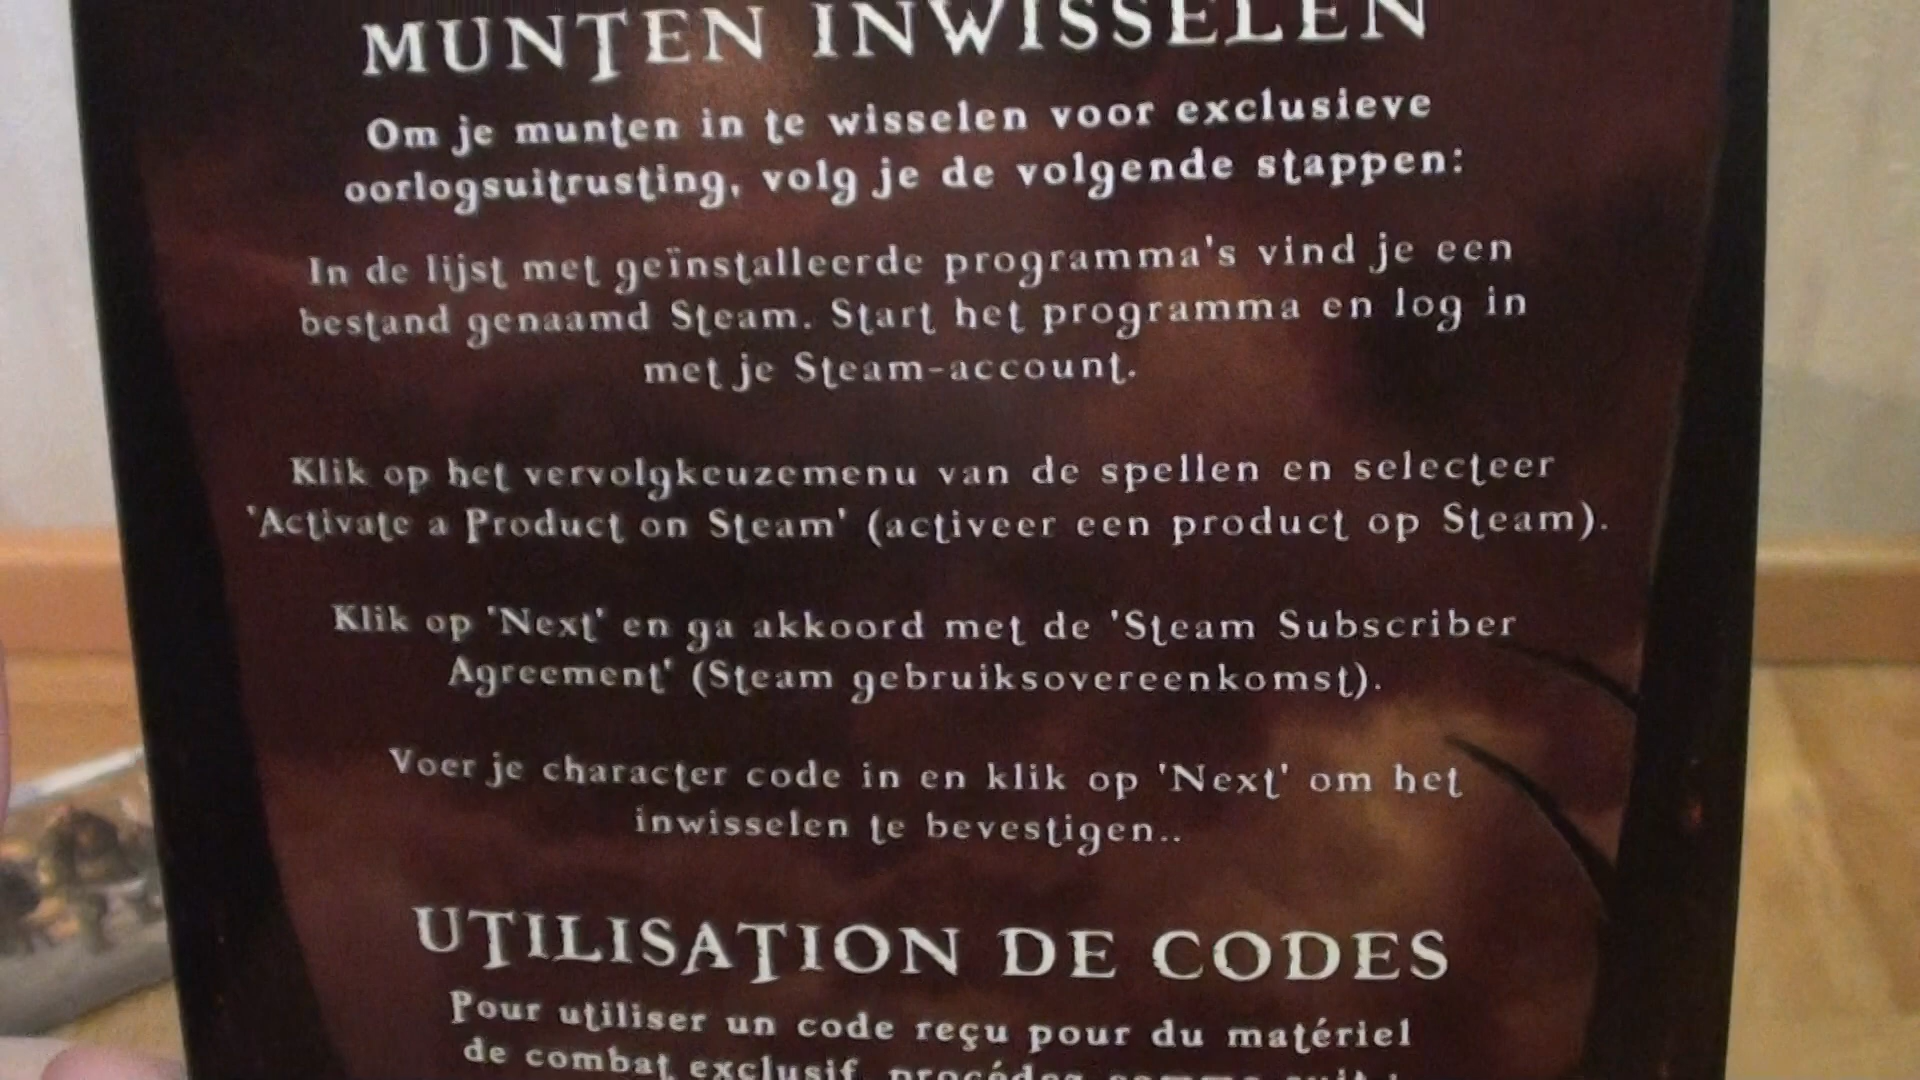 MUNTEN INWISSELEN
Om je munten in te wisselen voor exclusieve
oorlogsuitrusting, volg je de volgende stappen:
In de lijst met geïnstalleerde programma's vind je een
bestand genaamd Steam. Start het programma en log in
met je Steam-account.
Klik op het vervolgkeuzemenu van de spellen en selecteer
'Activate a Product on Steam' (activeer een product op Steam).
Klik op 'Next' en ga akkoord met de 'Steam Subscriber
Agreement' (Steam gebruiksovereenkomst).
Voer je character code in en klik op 'Next' om het
inwisselen te bevestigen..
UTILISATION DE CODES
Pour utiliser un code reçu pour du matériel
de combat exclusif, procédez comme suit :